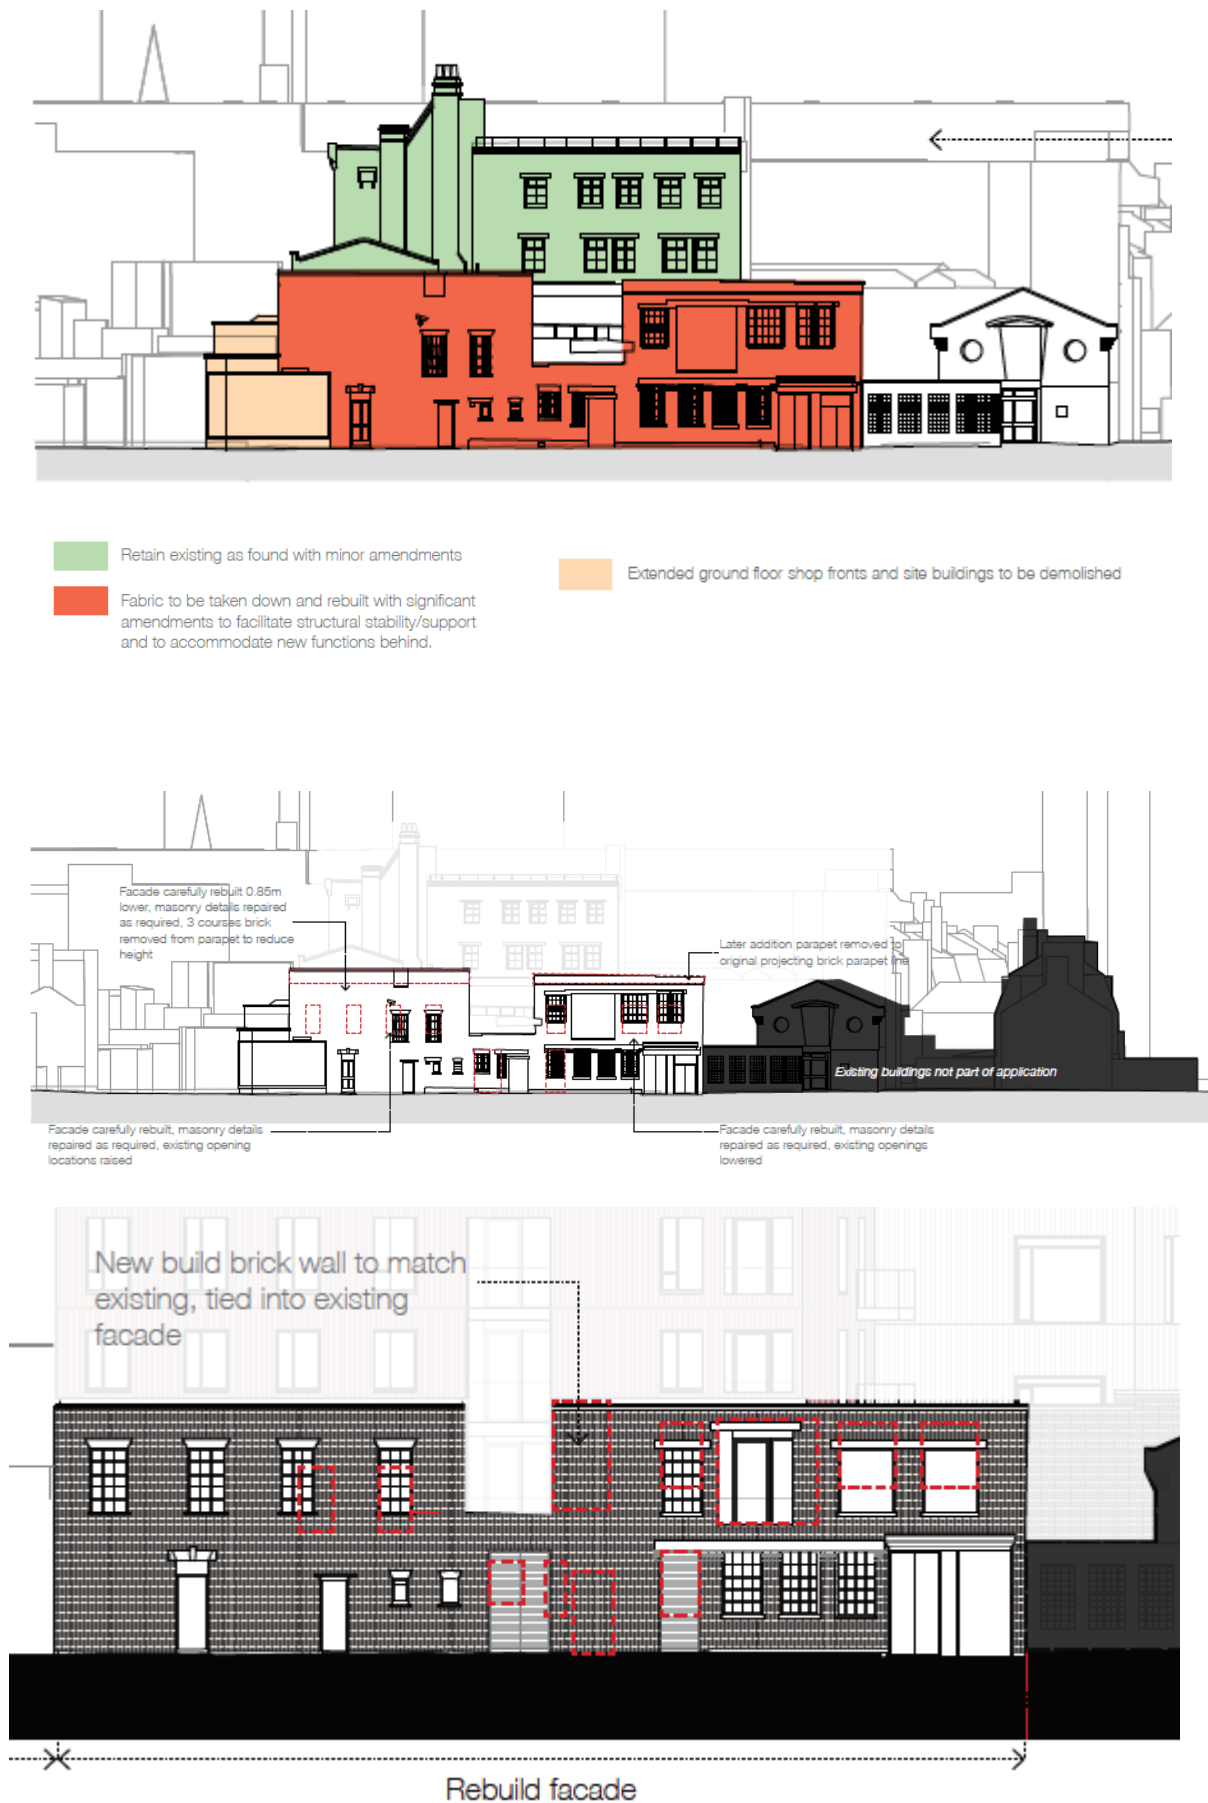 Retain existing as found with minor amendments
Extended ground floor shop fronts and site buildings to be demolished
Fabric to be taken down and rebuilt with significant
amendments to facilitate structural stability/support
and to accommodate new functions behind.
Facade carefully rebuilt 0.85m
lower, masonry details repaired
as required, 3 courses brick
removed from parapet to reduce
height
Later addition parapet removed to
original projecting brick parapet line
Existing buildings not part of application
Facade carefully rebuilt, masonry details
repaired as required, existing opening
locations raised
Facade carefully rebuilt, masonry details
repaired as required, existing openings
lowered
New build brick wall to match
existing, tied into existing
facade
Rebuild facade